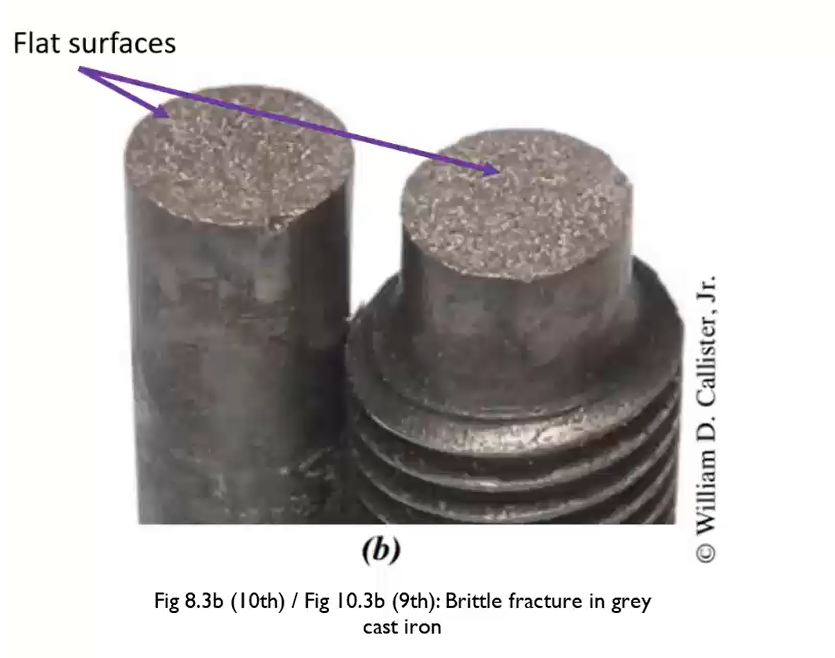 Flat surfaces
© William D. Callister, Jr.
(b)
Fig 8.3b (10th) / Fig 10.3b (9th): Brittle fracture in grey
cast iron